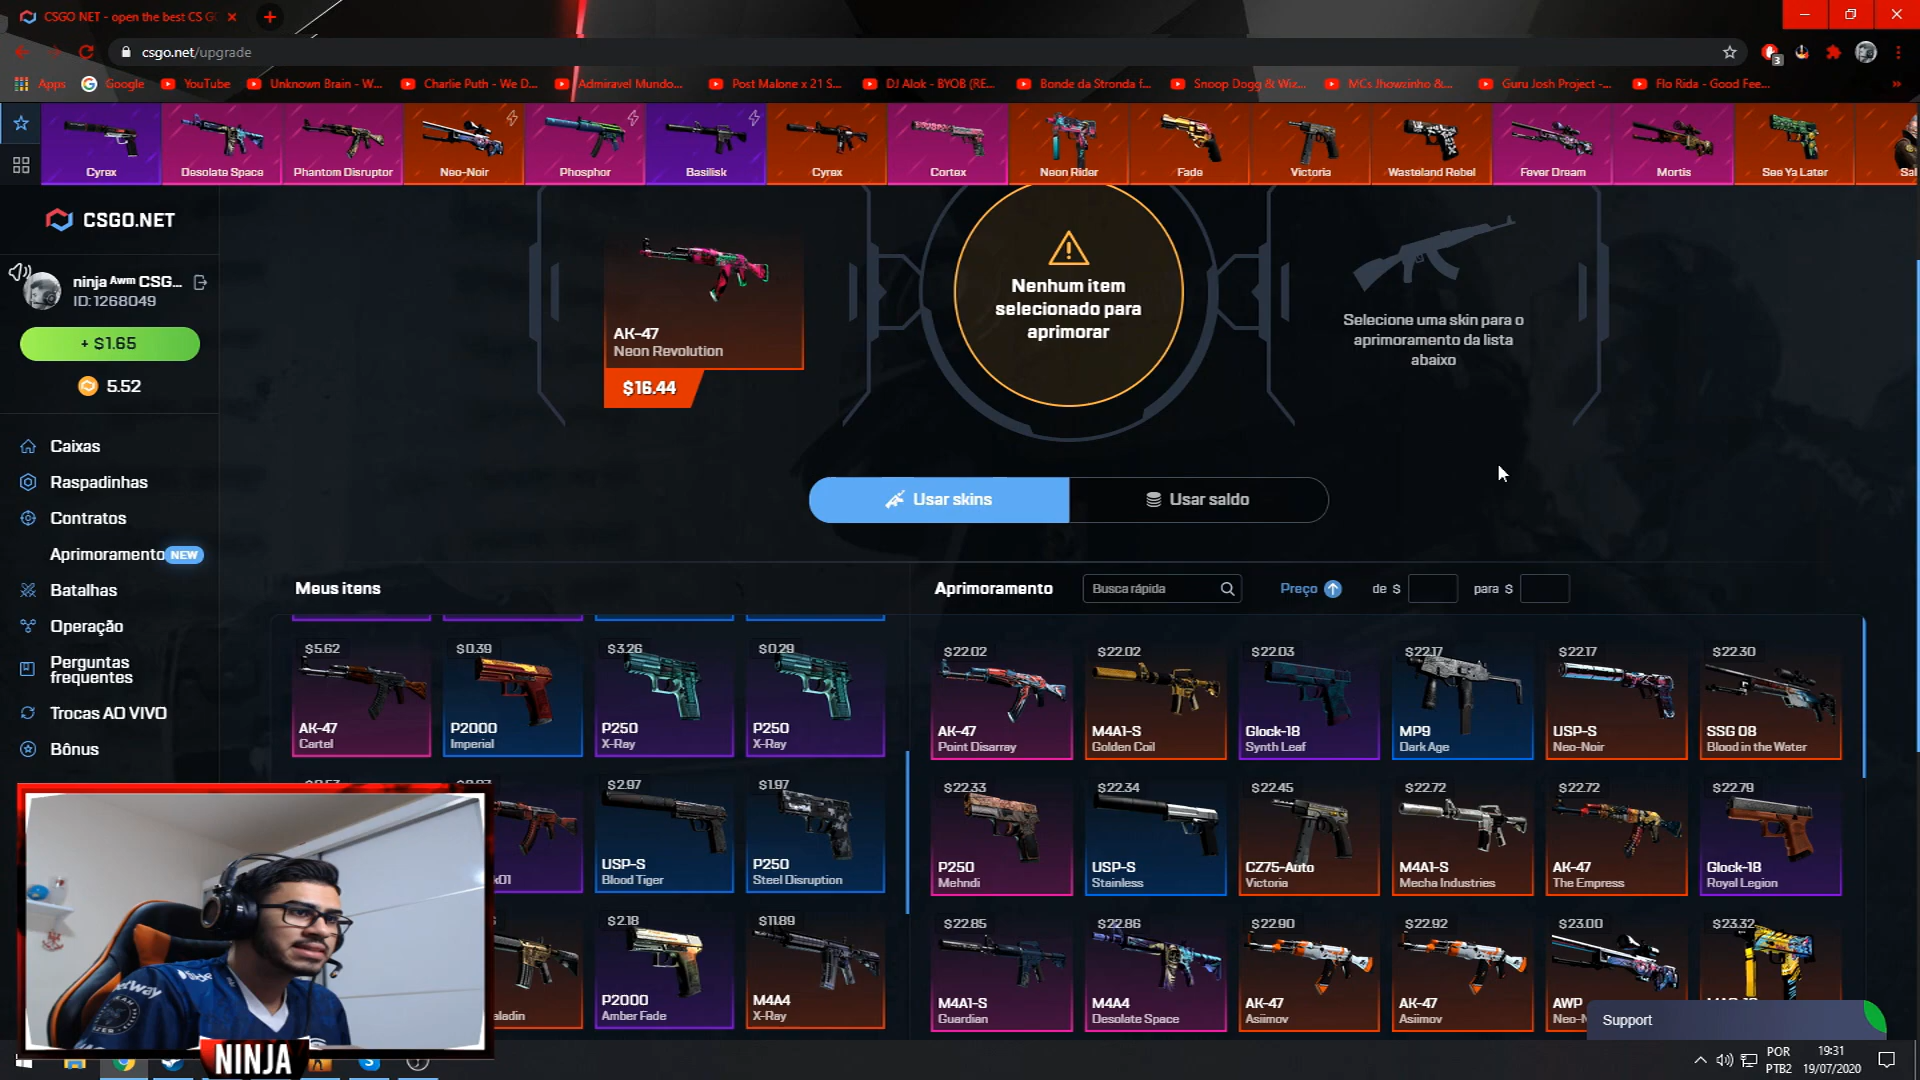 CSGO NET - open the best CS GO
csgo.net/upgrade
3
Apps
Google
YouTube
Unknown Brain - W...
Charlie Puth - We D...
Admiravel Mundo...
Post Malone x 21 S...
DJ Alok - BYOB (RE...
Bonde da Stronda f...
Snoop Dogg & Wiz...
MCs Jhowzinho &...
Guru Josh Project -...
Flo Rida - Good Fee...
Cyrex
Desolate Space
Phantom Disruptor
Neo-Noir
Phosphor
Basilisk
Cyrex
Cortex
Neon Rider
Fade
Victoria
Wasteland Rebel
Fever Dream
Mortis
See Ya Later
CSGO.NET
ninja Awm CSG...
ID: 1268049
+ $1.65
5.52
Caixas
Raspadinhas
Contratos
Aprimoramento NEW
Batalhas
Operação
Perguntas
frequentes
Trocas AO VIVO
Bônus
AK-47
Neon Revolution
$16.44
Nenhum item
selecionado para
aprimorar
Selecione uma skin para o
aprimoramento da lista
abaixo
Usar skins
Usar saldo
Meus itens
$5.62
AK-47
Cartel
$0.39
P2000
Imperial
$3.26
P250
X-Ray
$0.29
P250
X-Ray
$2.97
USP-S
Blood Tiger
$1.97
P250
Steel Disruption
$2.18
P2000
Amber Fade
$11.89
M4A4
X-Ray
Aprimoramento
Busca rápida
Preço
de $
para $
$22.02
AK-47
Point Disarray
$22.02
M4A1-S
Golden Coil
$22.03
Glock-18
Synth Leaf
$22.17
MP9
Dark Age
$22.17
USP-S
Neo-Noir
$22.30
SSG 08
Blood in the Water
$22.33
P250
Mehndi
$22.34
USP-S
Stainless
$22.45
CZ75-Auto
Victoria
$22.72
M4A1-S
Mecha Industries
$22.72
AK-47
The Empress
$22.79
Glock-18
Royal Legion
$22.85
M4A1-S
Guardian
$22.86
M4A4
Desolate Space
$22.90
AK-47
Asiimov
$22.92
AK-47
Asiimov
$23.00
AWP
$23.32
Support
NINJA
POR
PTB2
19:31
19/07/2020